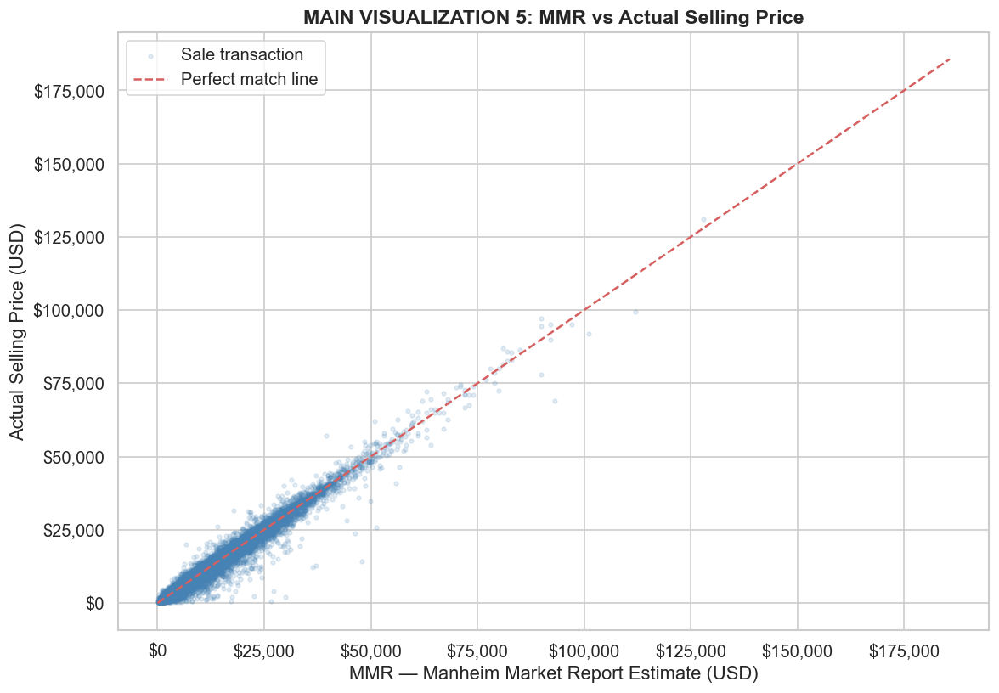 MAIN VISUALIZATION 5: MMR vs Actual Selling Price
Sale transaction
Perfect match line
$175,000
$150,000
$125,000
$100,000
$75,000
$50,000
$25,000
$0
Actual Selling Price (USD)
$0 $25,000 $50,000 $75,000 $100,000 $125,000 $150,000 $175,000
MMR — Manheim Market Report Estimate (USD)